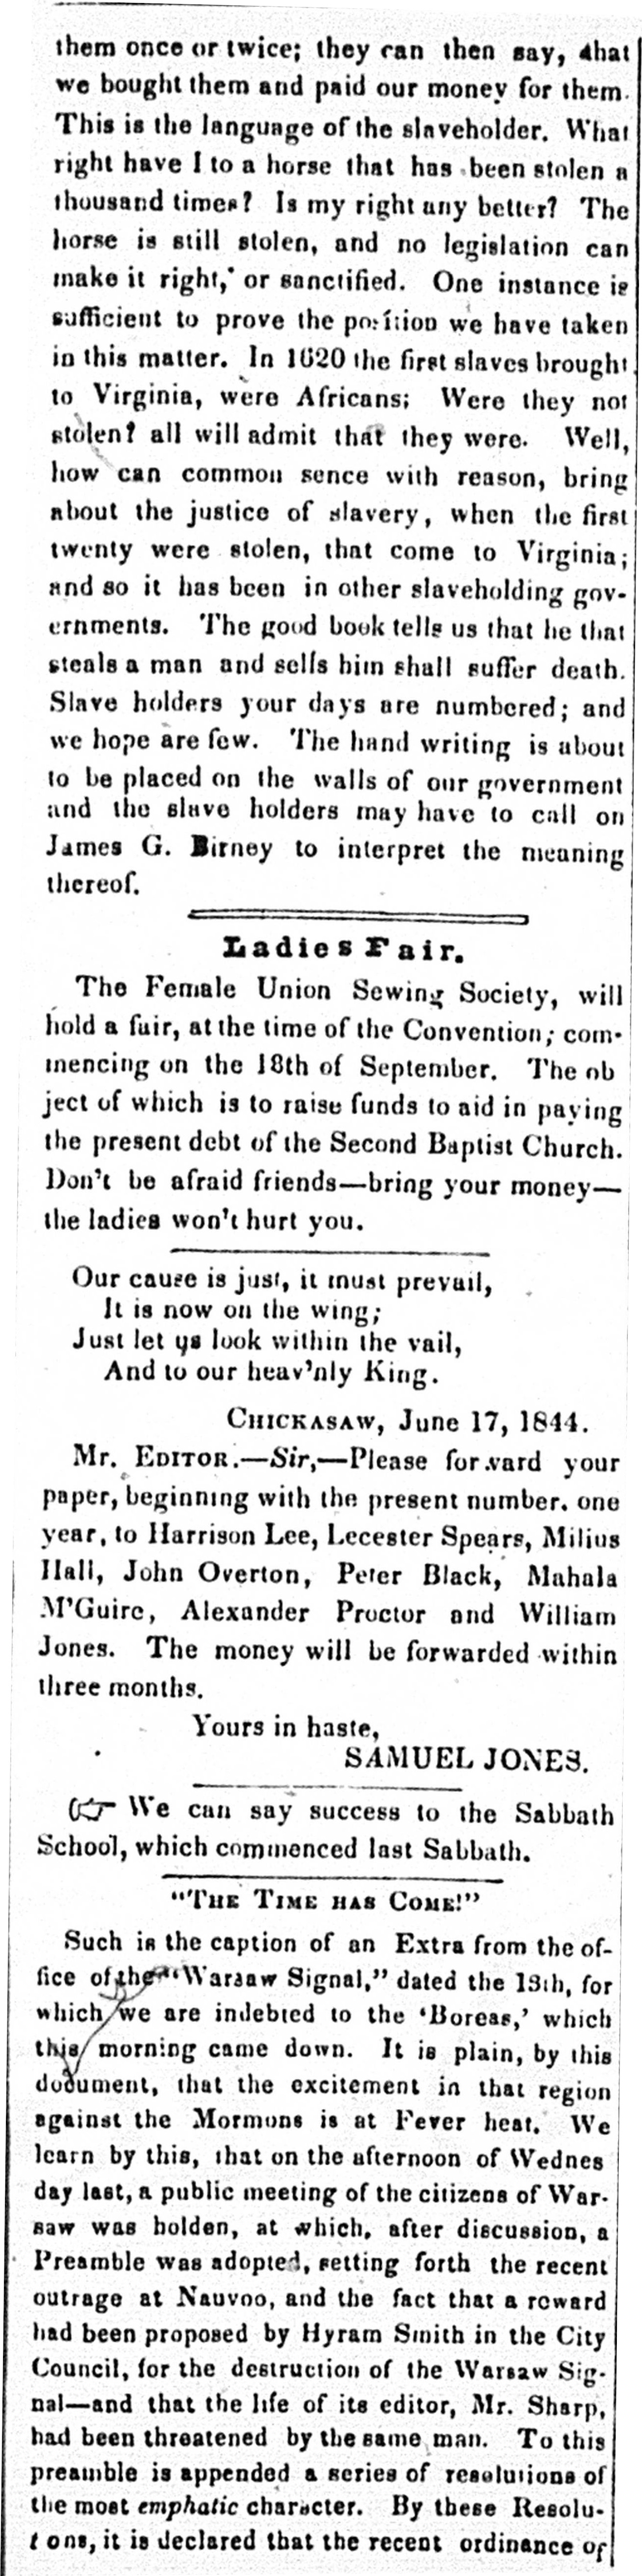 them once or twice; they can then say, that
we bought them and paid our money for them.
This is the language of the slaveholder. What
right have I to a horse that has been stolen a
thousand times? Is my right any better? The
horse is still stolen, and no legislation can
make it right, or sanctified. One instance is
sufficient to prove the position we have taken
in this matter. In 1620 the first slaves brought
to Virginia, were Africans; Were they not
stolen? all will admit that they were. Well,
how can common sence with reason, bring
about the justice of slavery, when the first
twenty were stolen, that come to Virginia;
and so it has been in other slaveholding gov-
ernments. The good book tells us that he that
steals a man and sells him shall suffer death.
Slave holders your days are numbered; and
we hope are few. The hand writing is about
to be placed on the walls of our government
and the slave holders may have to call on
James G. Birney to interpret the meaning
thereof.
Ladies Fair.
The Female Union Sewing Society, will
hold a fair, at the time of the Convention; com-
mencing on the 18th of September. The ob
ject of which is to raise funds to aid in paying
the present debt of the Second Baptist Church.
Don't be afraid friends—bring your money—
the ladies won't hurt you.
Our cause is just, it must prevail,
It is now on the wing;
Just let us look within the vail,
And to our heav'nly King.
CHICKASAW, June 17, 1844.
Mr. EDITOR.—Sir,—Please forward your
paper, beginning with the present number, one
year, to Harrison Lee, Lecester Spears, Milius
Hall, John Overton, Peter Black, Mahala
M'Guire, Alexander Proctor and William
Jones. The money will be forwarded within
three months.
Yours in haste,
SAMUEL JONES.
☞ We can say success to the Sabbath
School, which commenced last Sabbath.
"THE TIME HAS COME!"
Such is the caption of an Extra from the of-
fice of the "Warsaw Signal," dated the 13th, for
which we are indebted to the 'Boreas,' which
this morning came down. It is plain, by this
document, that the excitement in that region
against the Mormons is at Fever heat. We
learn by this, that on the afternoon of Wednes
day last, a public meeting of the citizens of War-
saw was holden, at which, after discussion, a
Preamble was adopted, setting forth the recent
outrage at Nauvoo, and the fact that a reward
had been proposed by Hyram Smith in the City
Council, for the destruction of the Warsaw Sig-
nal—and that the life of its editor, Mr. Sharp,
had been threatened by the same man. To this
preamble is appended a series of resolutions of
the most emphatic character. By these Resolu-
t ons, it is declared that the recent ordinance of